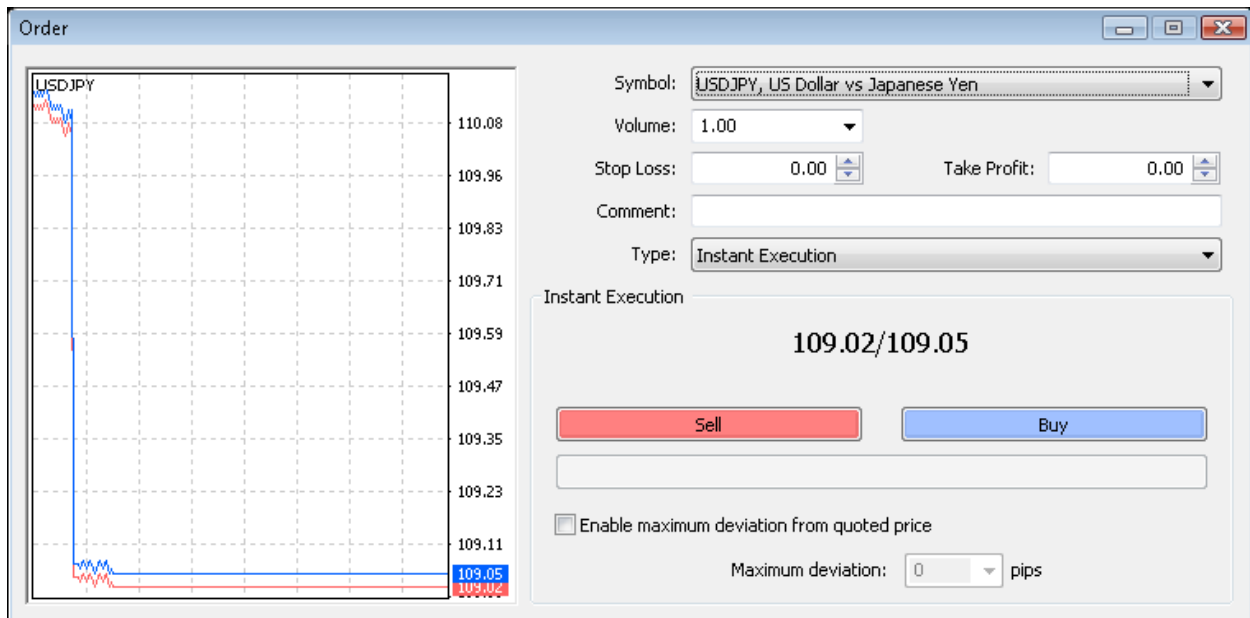 Order
USDJPY
110.08
109.96
109.83
109.71
109.59
109.47
109.35
109.23
109.11
109.05
109.02
Symbol: USDJPY, US Dollar vs Japanese Yen
Volume: 1.00
Stop Loss: 0.00 Take Profit: 0.00
Comment:
Type: Instant Execution
Instant Execution
109.02/109.05
Sell Buy
Enable maximum deviation from quoted price
Maximum deviation: 0 pips